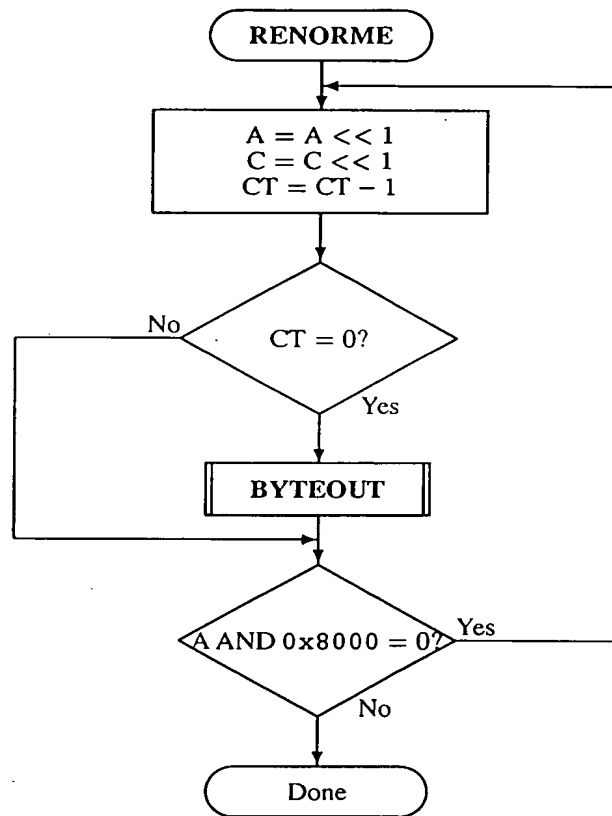 RENORME
A = A << 1
C = C << 1
CT = CT − 1
No
CT = 0?
Yes
BYTEOUT
A AND 0x8000 = 0?
Yes
No
Done